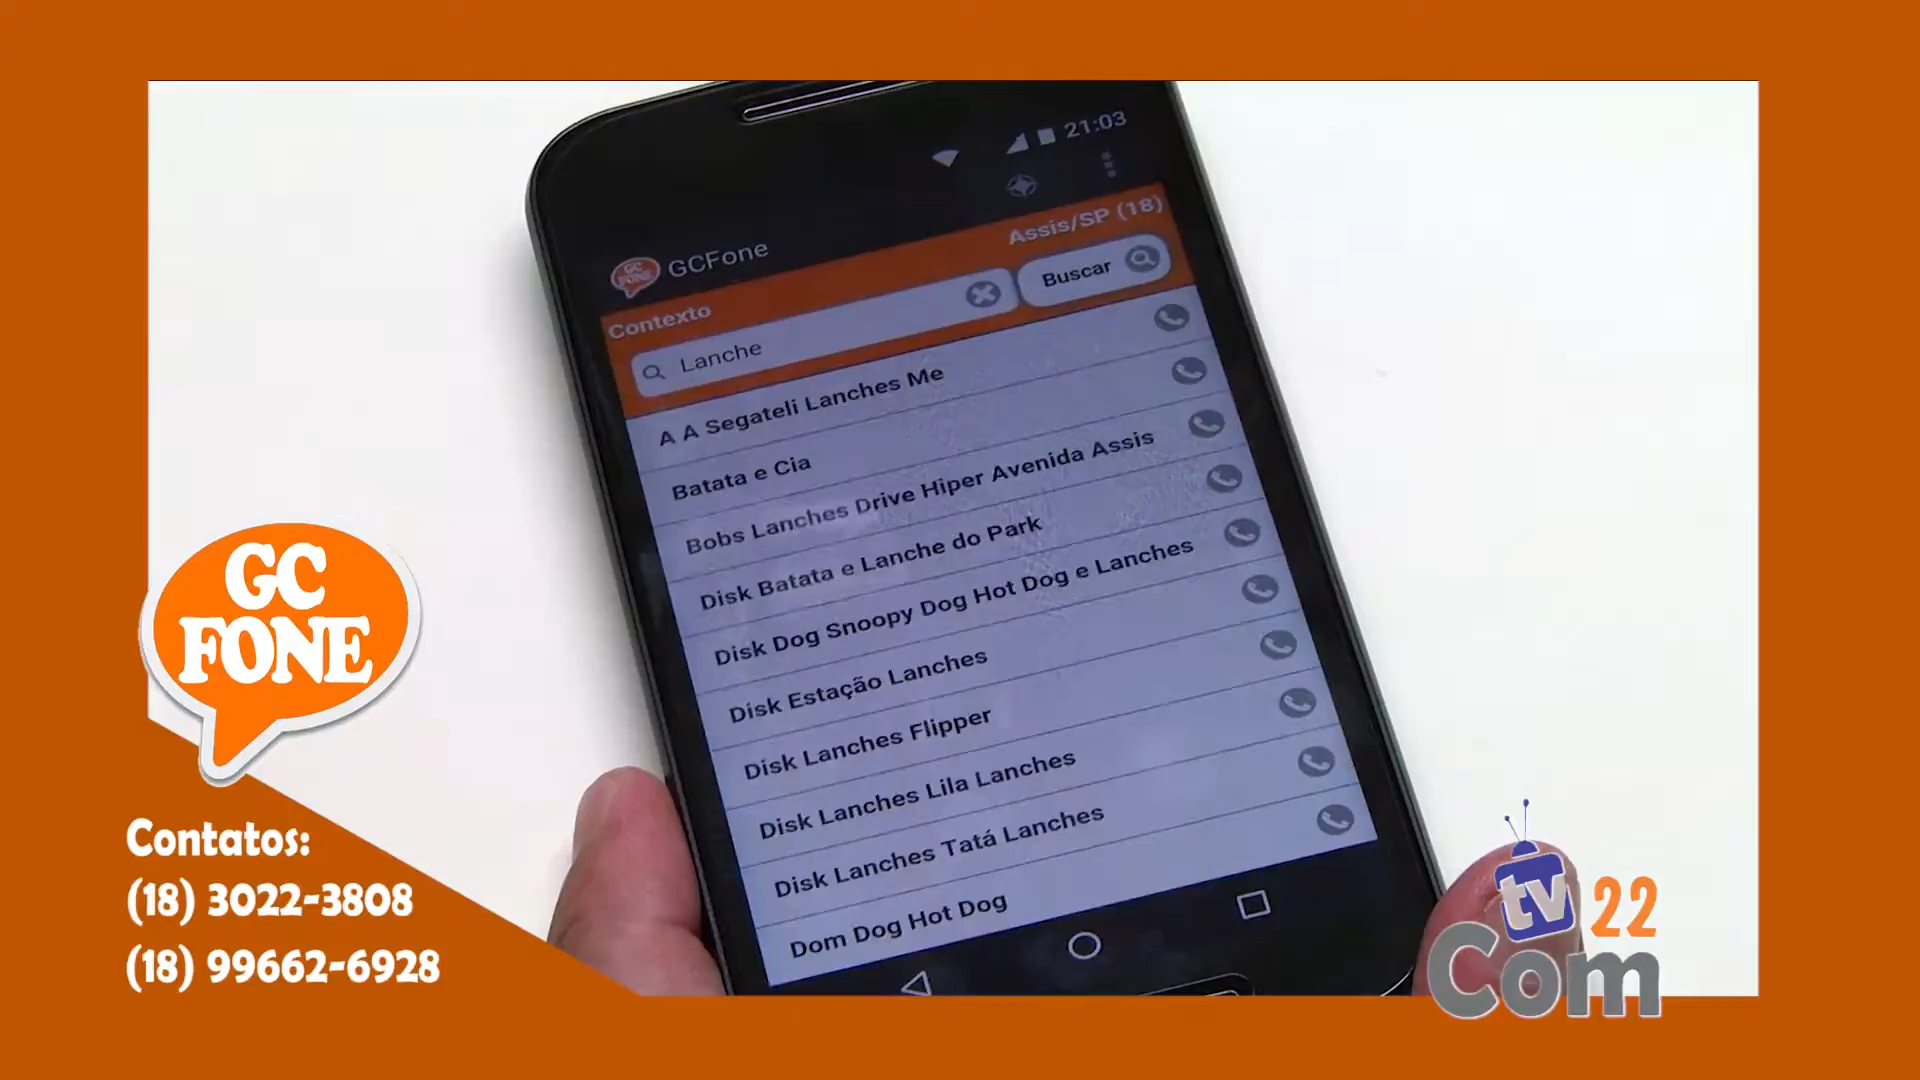 21:03
GC
FONE
GCFone
Assis/SP (18)
Contexto
Lanche
Buscar
A A Segateli Lanches Me
Batata e Cia
Bobs Lanches Drive Hiper Avenida Assis
Disk Batata e Lanche do Park
Disk Dog Snoopy Dog Hot Dog e Lanches
Disk Estação Lanches
Disk Lanches Flipper
Disk Lanches Lila Lanches
Disk Lanches Tatá Lanches
Dom Dog Hot Dog
GC
FONE
Contatos:
(18) 3022-3808
(18) 99662-6928
tv 22
Com